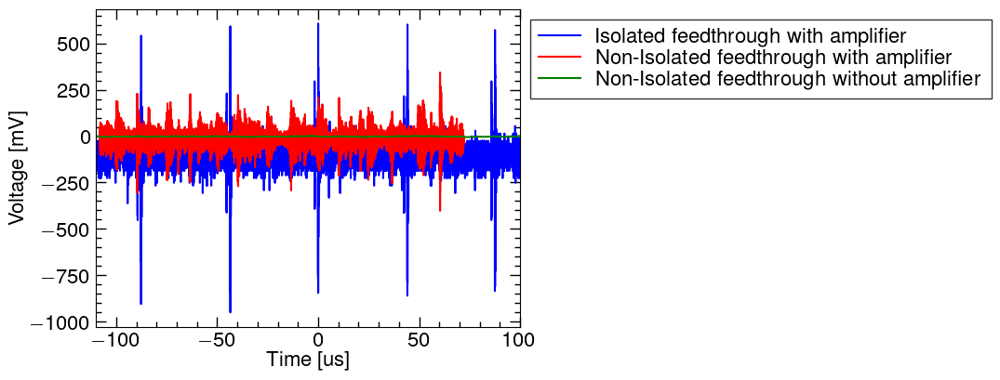 Isolated feedthrough with amplifier
Non-Isolated feedthrough with amplifier
Non-Isolated feedthrough without amplifier
Voltage [mV]
500
250
0
−250
−500
−750
−1000
−100
−50
0
50
100
Time [us]